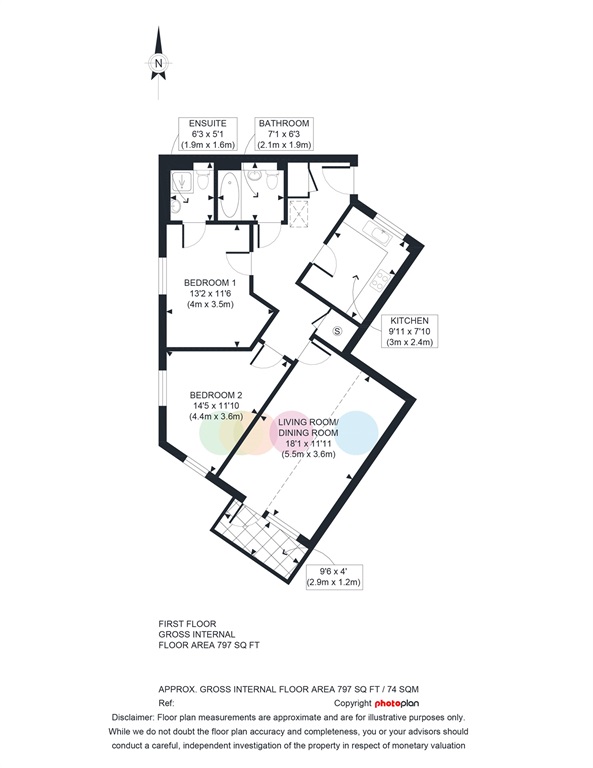 N
ENSUITE
6'3 x 5'1
(1.9m x 1.6m)
BATHROOM
7'1 x 6'3
(2.1m x 1.9m)
BEDROOM 1
13'2 x 11'6
(4m x 3.5m)
KITCHEN
9'11 x 7'10
(3m x 2.4m)
S
BEDROOM 2
14'5 x 11'10
(4.4m x 3.6m)
LIVING ROOM/
DINING ROOM
18'1 x 11'11
(5.5m x 3.6m)
9'6 x 4'
(2.9m x 1.2m)
FIRST FLOOR
GROSS INTERNAL
FLOOR AREA 797 SQ FT
APPROX. GROSS INTERNAL FLOOR AREA 797 SQ FT / 74 SQM
Ref:
Copyright photoplan
Disclaimer: Floor plan measurements are approximate and are for illustrative purposes only.
While we do not doubt the floor plan accuracy and completeness, you or your advisors should
conduct a careful, independent investigation of the property in respect of monetary valuation